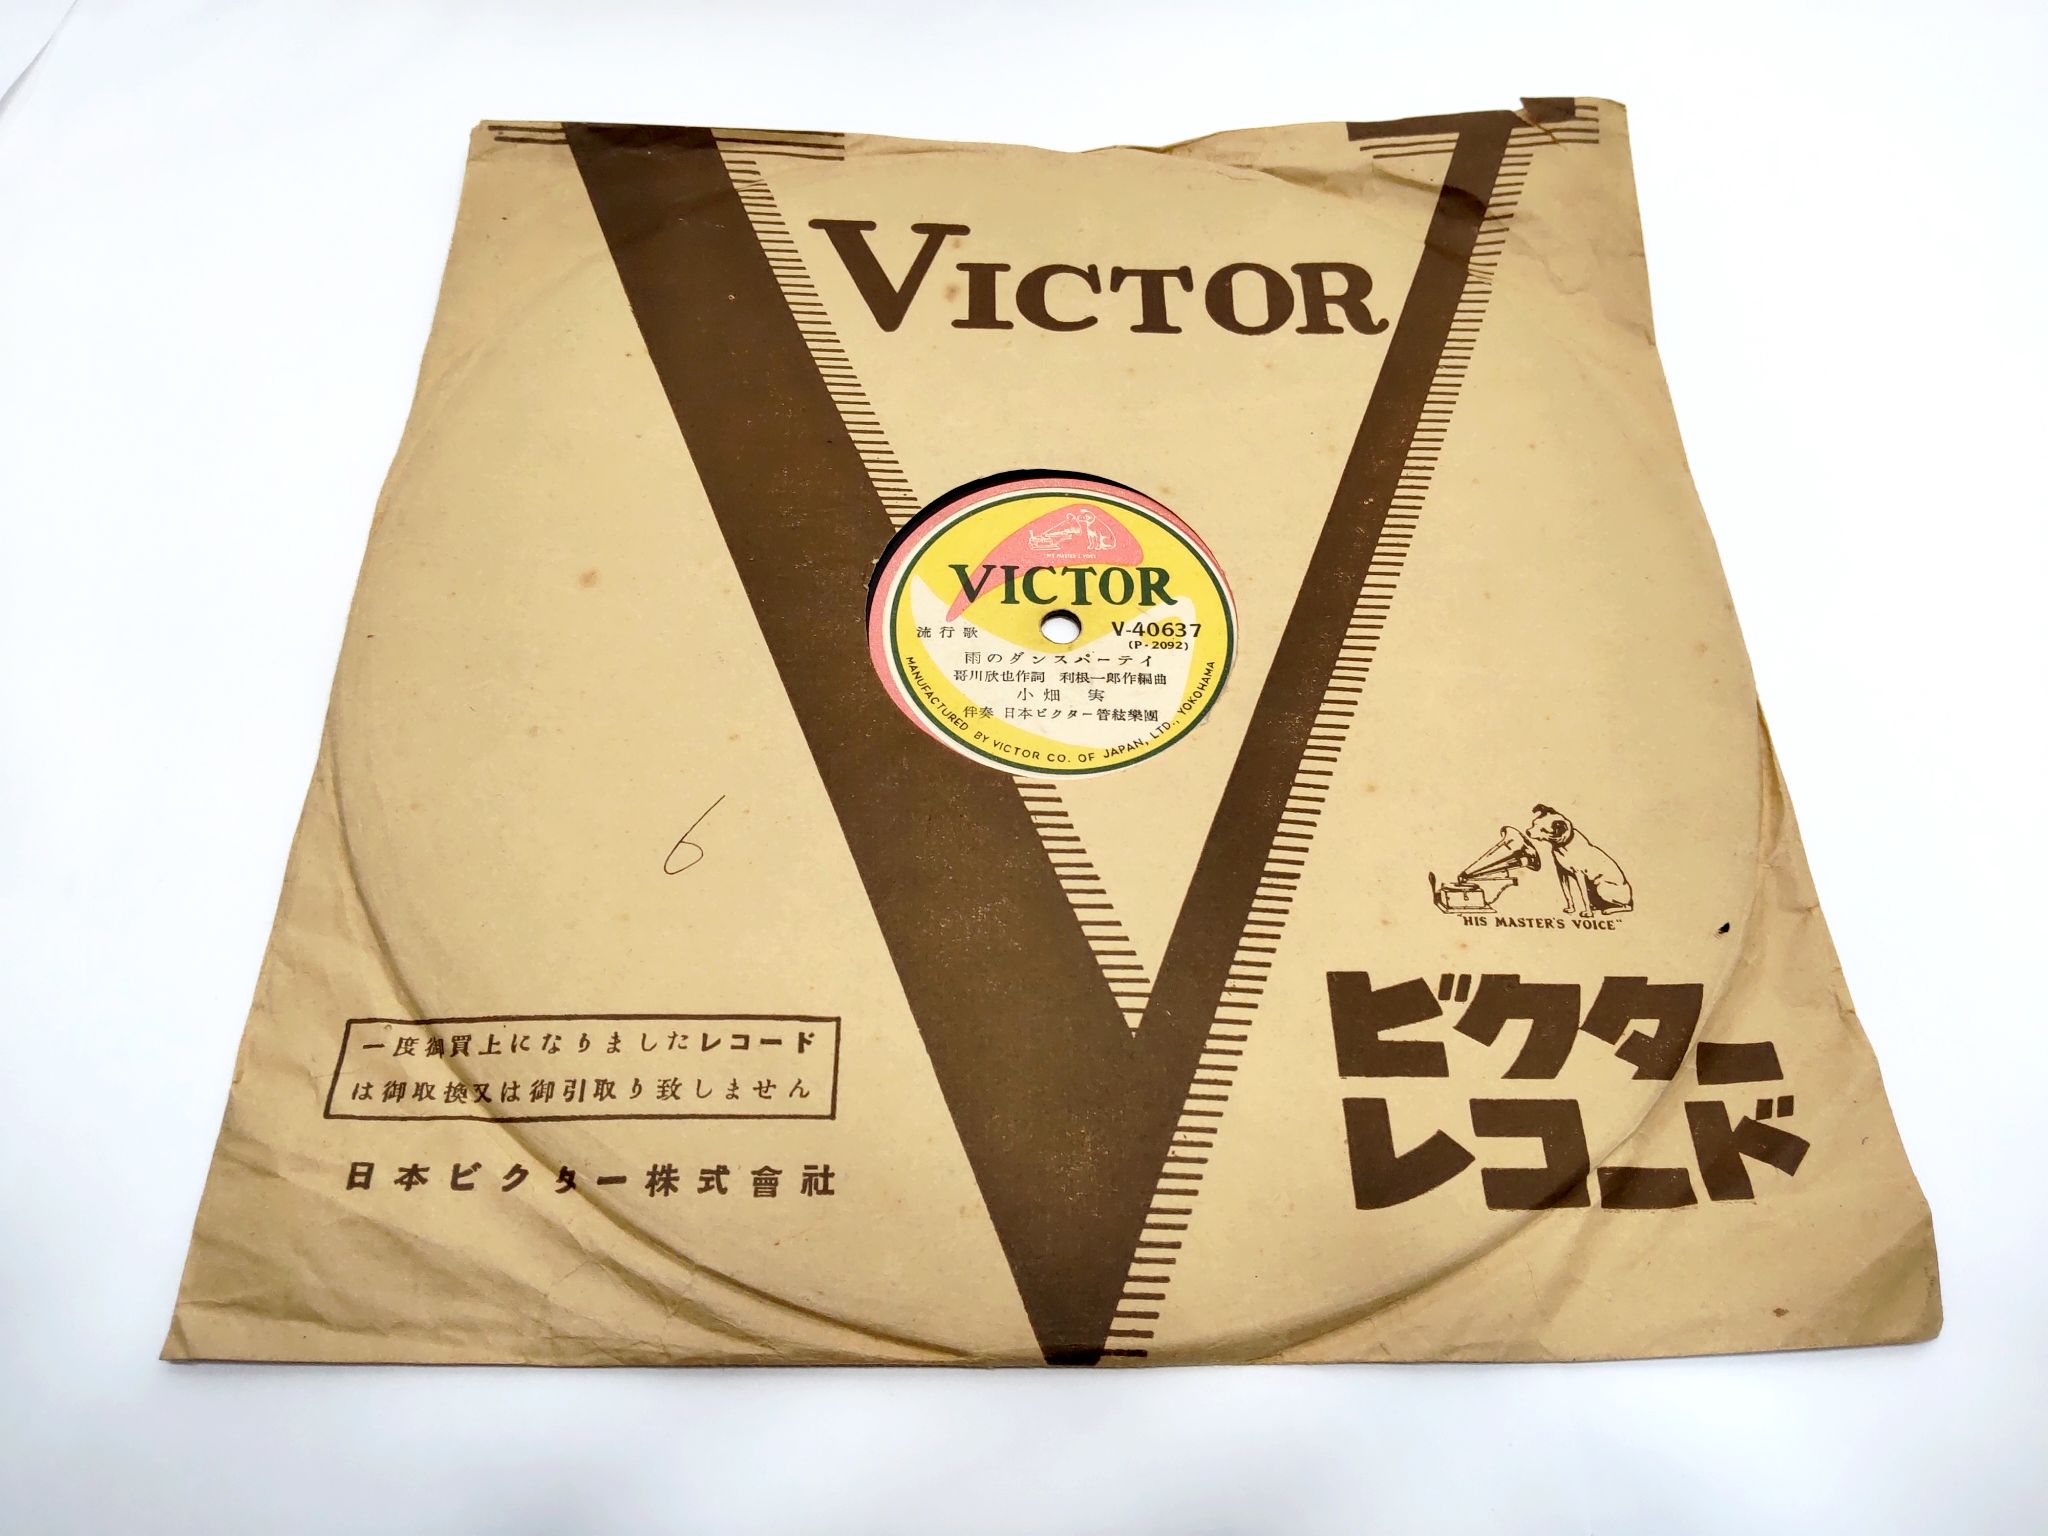 VICTOR
"HIS MASTER'S VOICE"
VICTOR
流行歌
V-40637
(P・2092)
雨のダンスパーテイ
哥川欣也作詞 利根一郎作編曲
小畑 実
伴奏 日本ビクター管絃樂團
MANUFACTURED BY VICTOR CO. OF JAPAN, LTD., YOKOHAMA
6
"HIS MASTER'S VOICE"
ビクター
レコード
一度御買上になりましたレコード
は御取換又は御引取り致しません
日本ビクター株式會社